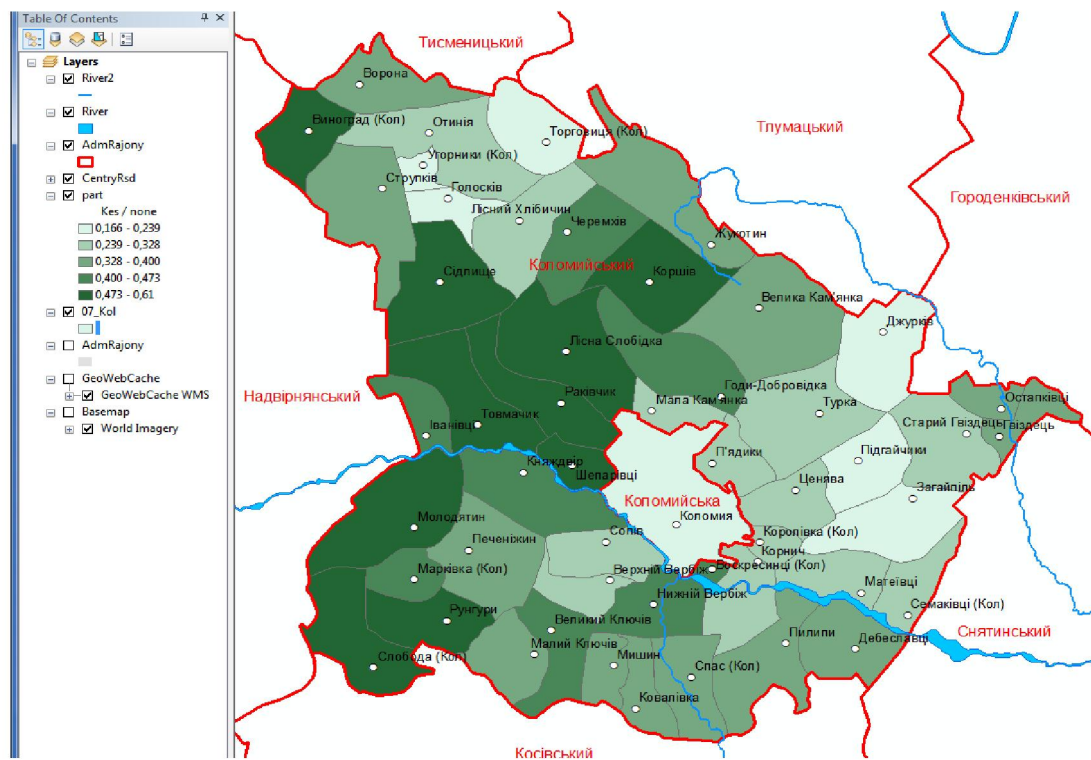 Table Of Contents
Layers
River2
River
AdmRajony
CentryRsd
part
Kes / none
0,166 - 0,239
0,239 - 0,328
0,328 - 0,400
0,400 - 0,473
0,473 - 0,61
07_Kol
AdmRajony
GeoWebCache
GeoWebCache WMS
Basemap
World Imagery
Тисменицький
Ворона
Виноград (Кол)
Отинія
Торговиця (Кол)
Тлумацький
Угорники (Кол)
Струпків
Голосків
Городенківський
Лісний Хлібичин
Черемхів
Жукотин
Коломийський
Сідлище
Коршів
Велика Кам'янка
Джурків
Лісна Слобідка
Надвірнянський
Раківчик
Годи-Добровідка
Мала Кам'янка
Остапківці
Товмачик
Турка
Іванівці
Старий Гвіздець
Гвіздець
Княждвір
Шепарівці
П'ядики
Підгайчики
Ценява
Загайпіль
Коломийська
Коломия
Молодятин
Печеніжин
Сопів
Коропівка (Кол)
Корнич
Марківка (Кол)
Верхній Вербіж
Воскресинці (Кол)
Матеївці
Рунгури
Нижній Вербіж
Семаківці (Кол)
Великий Ключів
Снятинський
Малий Ключів
Пилипи
Дебеславці
Слобода (Кол)
Мишин
Спас (Кол)
Ковалівка
Косівський